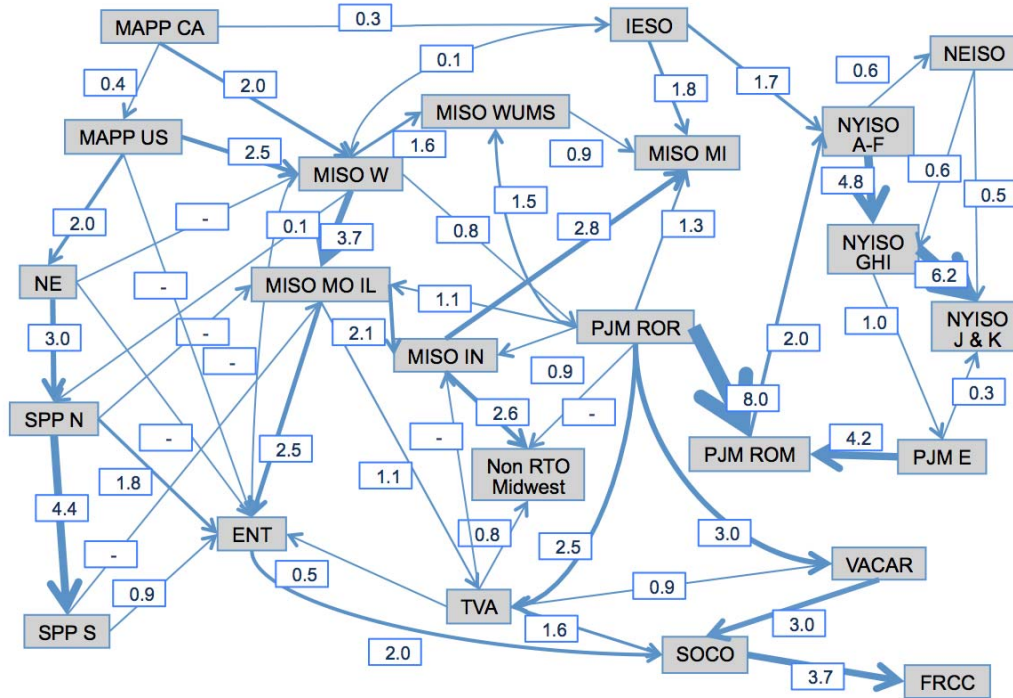 MAPP CA
0.3
IESO
NEISO
0.4
2.0
0.1
1.8
1.7
0.6
MAPP US
2.5
MISO WUMS
1.6
MISO W
0.9
MISO MI
NYISO
A-F
4.8
0.6
0.5
2.0
-
0.1
3.7
0.8
1.5
2.8
1.3
NYISO
GHI
6.2
NE
-
MISO MO IL
1.1
PJM ROR
2.0
1.0
NYISO
J & K
3.0
-
2.1
MISO IN
0.9
-
8.0
0.3
SPP N
-
2.6
-
4.2
PJM ROM
PJM E
1.8
2.5
1.1
-
Non RTO
Midwest
4.4
ENT
0.8
2.5
3.0
-
0.9
0.5
TVA
0.9
VACAR
SPP S
1.6
3.0
2.0
SOCO
3.7
FRCC